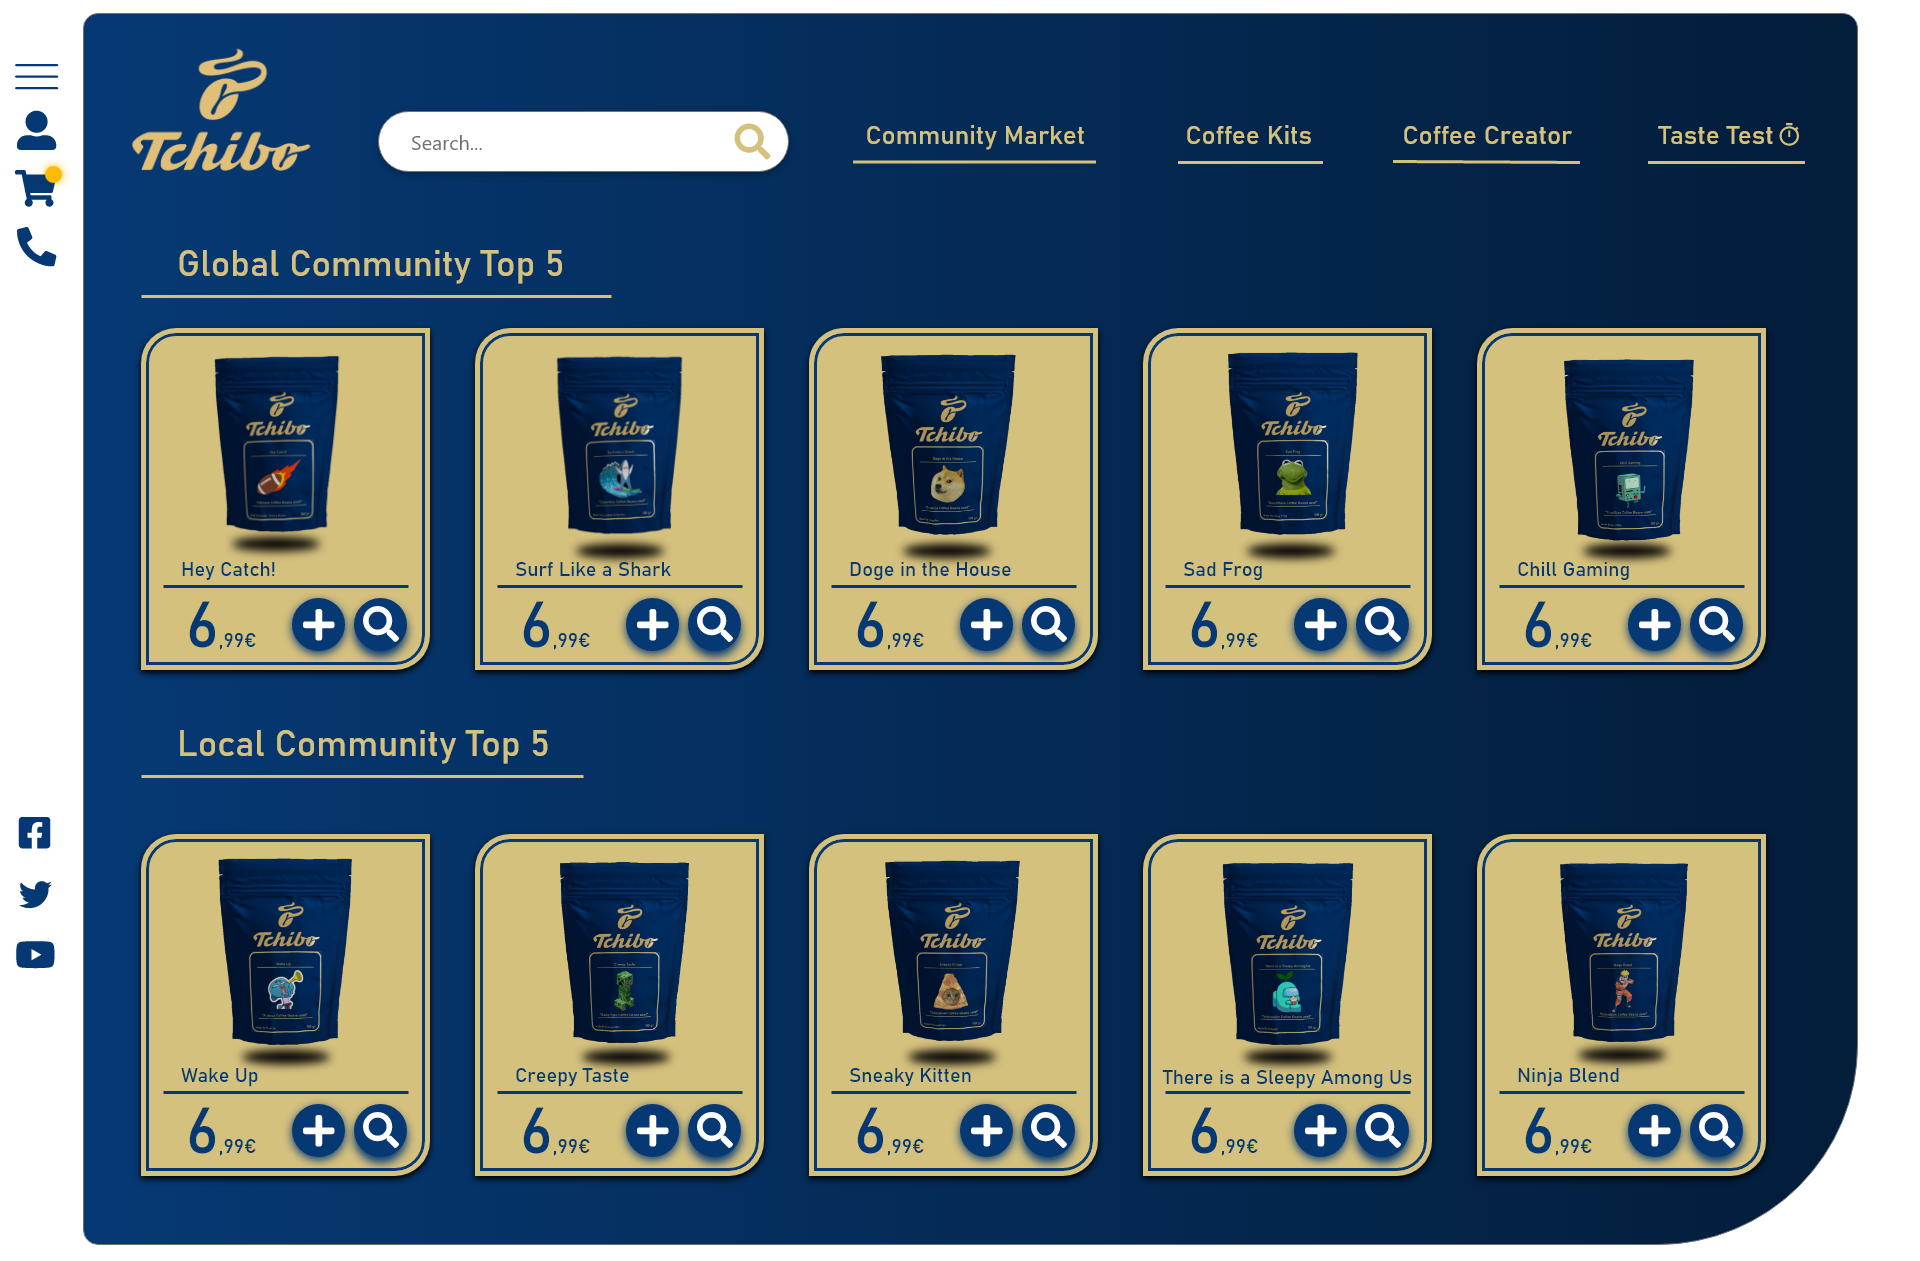 Tchibo
Search...
Community Market
Coffee Kits
Coffee Creator
Taste Test
Global Community Top 5
Tchibo
Tchibo
Tchibo
Tchibo
Tchibo
Hey Catch!
Surf Like a Shark
Doge in the House
Sad Frog
Chill Gaming
6,99€
6,99€
6,99€
6,99€
6,99€
Local Community Top 5
Tchibo
Tchibo
Tchibo
Tchibo
Tchibo
Wake Up
Creepy Taste
Sneaky Kitten
There is a Sleepy Among Us
Ninja Blend
6,99€
6,99€
6,99€
6,99€
6,99€